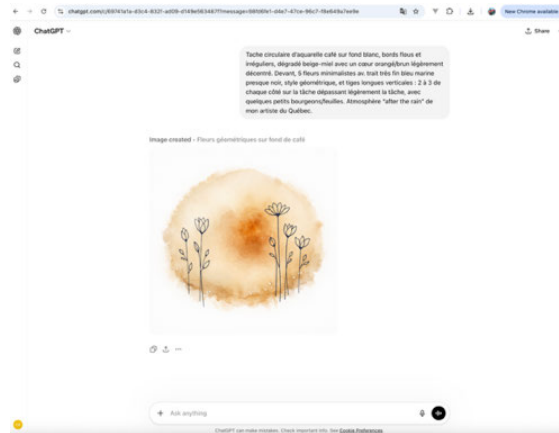 New Chrome available
ChatGPT
Share
Tache circulaire d'aquarelle café sur fond blanc, bords flous et
irréguliers, dégradé beige-miel avec un cœur orangé/brun légèrement
décentré. Devant, 5 fleurs minimalistes av. trait très fin bleu marine
presque noir, style géométrique, et tiges longues verticales : 2 à 3 de
chaque côté sur la tâche dépassant légèrement la tâche, avec
quelques petits bourgeons/feuilles. Atmosphère "after the rain" de
mon artiste du Québec.
Image created • Fleurs géométriques sur fond de café
Ask anything
ChatGPT can make mistakes. Check important info. See Cookie Preferences.